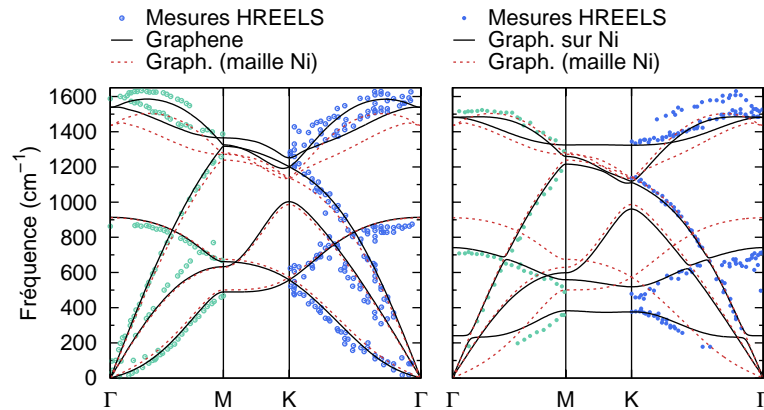 Mesures HREELS
Graphene
Graph. (maille Ni)
Mesures HREELS
Graph. sur Ni
Graph. (maille Ni)
Fréquence (cm⁻¹)
1600
1400
1200
1000
800
600
400
200
0
Γ M K Γ
Γ M K Γ